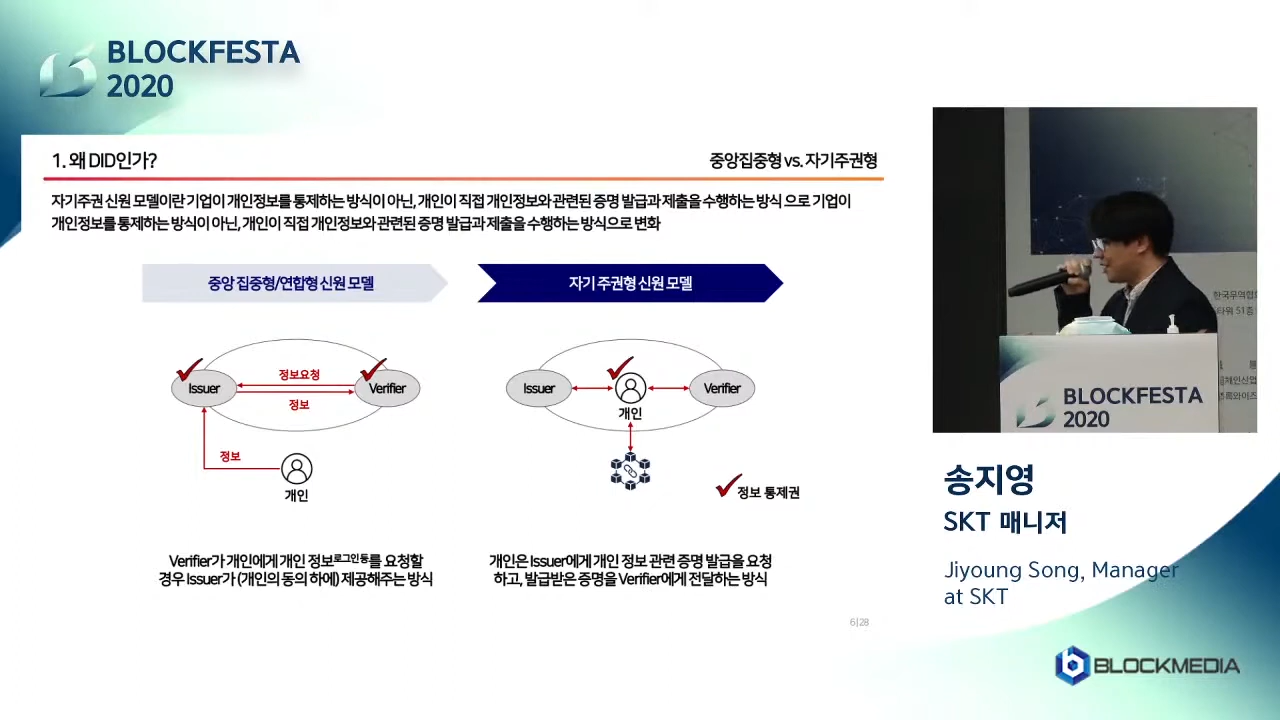 BLOCKFESTA
2020
1. 왜 DID인가?
중앙집중형 vs. 자기주권형
자기주권 신원 모델이란 기업이 개인정보를 통제하는 방식이 아닌, 개인이 직접 개인정보와 관련된 증명 발급과 제출을 수행하는 방식 으로 기업이
개인정보를 통제하는 방식이 아닌, 개인이 직접 개인정보와 관련된 증명 발급과 제출을 수행하는 방식으로 변화
중앙 집중형/연합형 신원 모델
자기 주권형 신원 모델
Issuer
정보요청
정보
Verifier
정보
개인
Issuer
개인
Verifier
정보 통제권
Verifier가 개인에게 개인 정보로그인 등를 요청할
경우 Issuer가 (개인의 동의 하에) 제공해주는 방식
개인은 Issuer에게 개인 정보 관련 증명 발급을 요청
하고, 발급받은 증명을 Verifier에게 전달하는 방식
6|28
한국무역협회
타워 51층
BLOCKFESTA
2020
송지영
SKT 매니저
Jiyoung Song, Manager
at SKT
BLOCKMEDIA